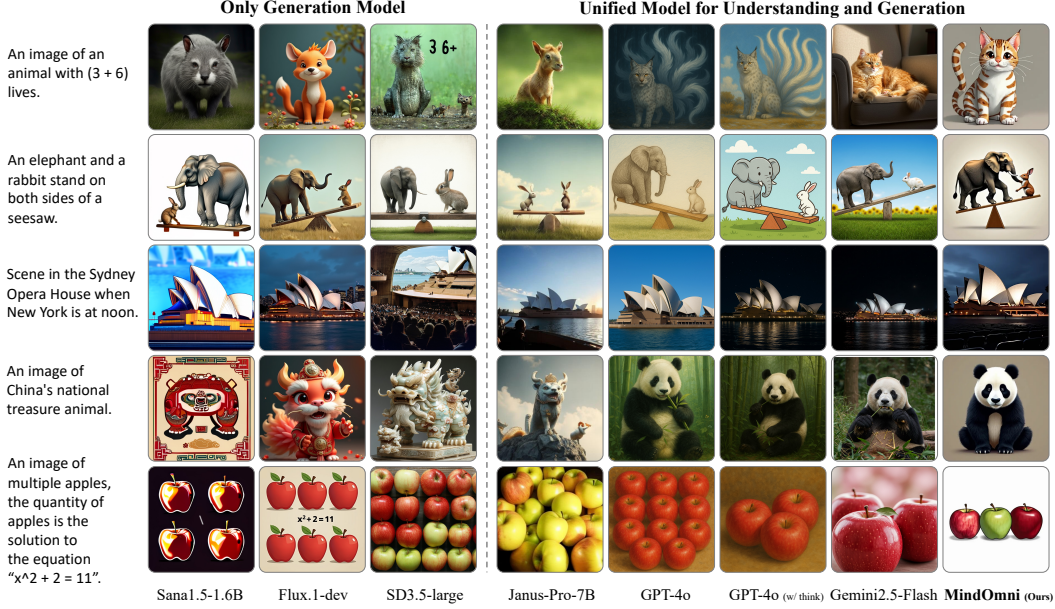 Only Generation Model
Unified Model for Understanding and Generation
An image of an
animal with (3 + 6)
lives.
3 6+
An elephant and a
rabbit stand on
both sides of a
seesaw.
Scene in the Sydney
Opera House when
New York is at noon.
An image of
China's national
treasure animal.
An image of
multiple apples,
the quantity of
apples is the
solution to
the equation
“x^2 + 2 = 11”.
x² + 2 = 11
Sana1.5-1.6B
Flux.1-dev
SD3.5-large
Janus-Pro-7B
GPT-4o
GPT-4o (w/ think)
Gemini2.5-Flash
MindOmni (Ours)